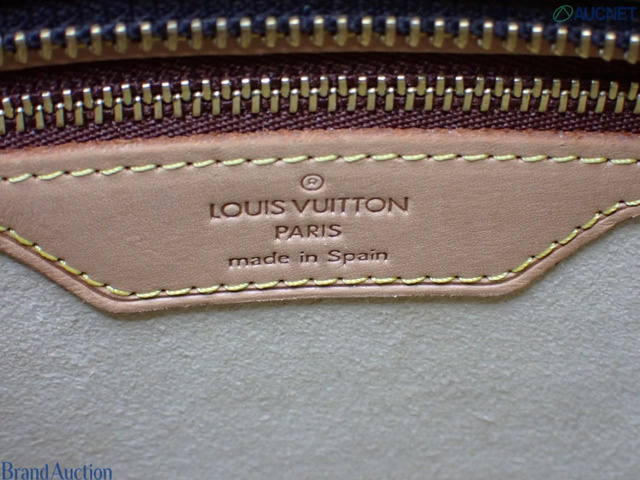 AUCNET
®
LOUIS VUITTON
PARIS
made in Spain
BrandAuction